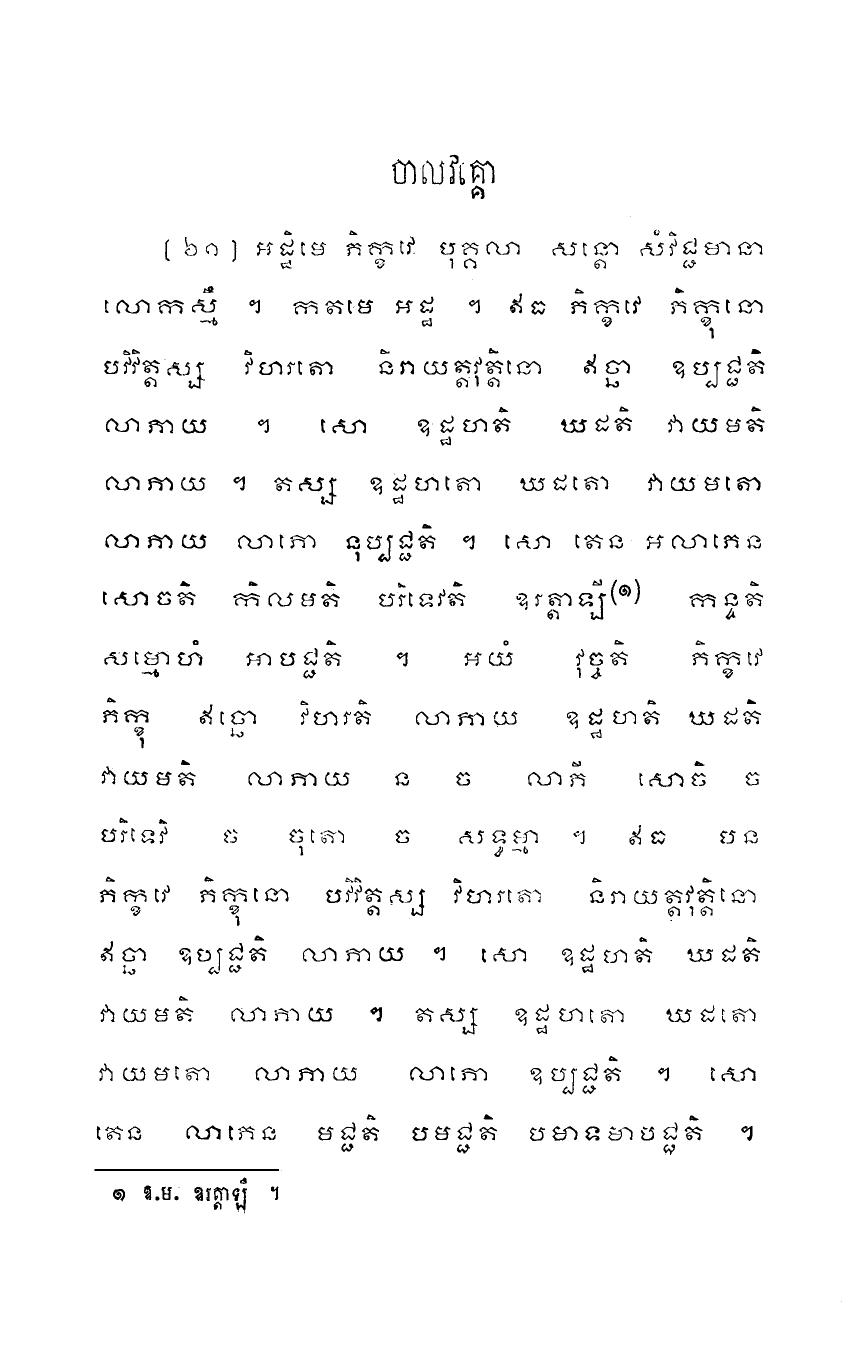 ចាលវគ្គោ
[ ៦១ ] អដ្ឋិមេ ភិក្ខវេ បុគ្គលា សន្តោ សំវិជ្ជមានា
លោកស្មឹ ។ កតមេ អដ្ឋ ។ ឥធ ភិក្ខវេ ភិក្ខុនោ
បវិវិត្តស្ស វិហរតោ និរាយត្តវុត្តិនោ ឥច្ឆា ឧប្បជ្ជតិ
លាភាយ ។ សោ ឧដ្ឋហតិ ឃដតិ វាយមតិ
លាភាយ ។ តស្ស ឧដ្ឋហតោ ឃដតោ វាយមតោ
លាភាយ លាភោ នុប្បជ្ជតិ ។ សោ តេន អលាភេន
សោចតិ កិលមតិ បរិទេវតិ ឧរត្តាឡី(១) កន្ទតិ
សម្មោហំ អាបជ្ជតិ ។ អយំ វុច្ចតិ ភិក្ខវេ
ភិក្ខុ ឥច្ឆោ វិហរតិ លាភាយ ឧដ្ឋហតិ ឃដតិ
វាយមតិ លាភាយ ន ច លាភី សោចិ ច
បរិទេវិ ច ចុតោ ច សទ្ធម្មា ។ ឥធ បន
ភិក្ខវេ ភិក្ខុនោ បវិវិត្តស្ស វិហរតោ និរាយត្តវុត្តិនោ
ឥច្ឆា ឧប្បជ្ជតិ លាភាយ ។ សោ ឧដ្ឋហតិ ឃដតិ
វាយមតិ លាភាយ ។ តស្ស ឧដ្ឋហតោ ឃដតោ
វាយមតោ លាភាយ លាភោ ឧប្បជ្ជតិ ។ សោ
តេន លាភេន មជ្ជតិ បមជ្ជតិ បមាទមាបជ្ជតិ ។
១ ឱ.ម. ឧរត្តាឡឹ ។